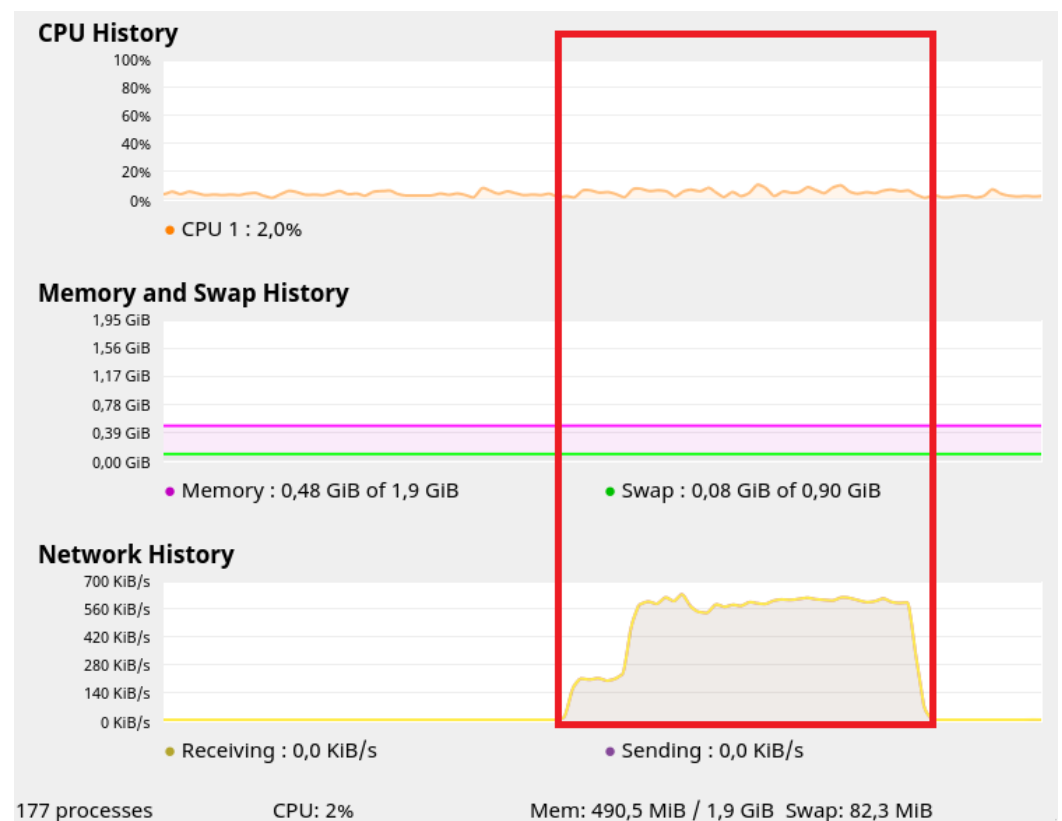 CPU History
100%
80%
60%
40%
20%
0%
CPU 1 : 2,0%
Memory and Swap History
1,95 GiB
1,56 GiB
1,17 GiB
0,78 GiB
0,39 GiB
0,00 GiB
Memory : 0,48 GiB of 1,9 GiB Swap : 0,08 GiB of 0,90 GiB
Network History
700 KiB/s
560 KiB/s
420 KiB/s
280 KiB/s
140 KiB/s
0 KiB/s
Receiving : 0,0 KiB/s Sending : 0,0 KiB/s
177 processes CPU: 2% Mem: 490,5 MiB / 1,9 GiB Swap: 82,3 MiB